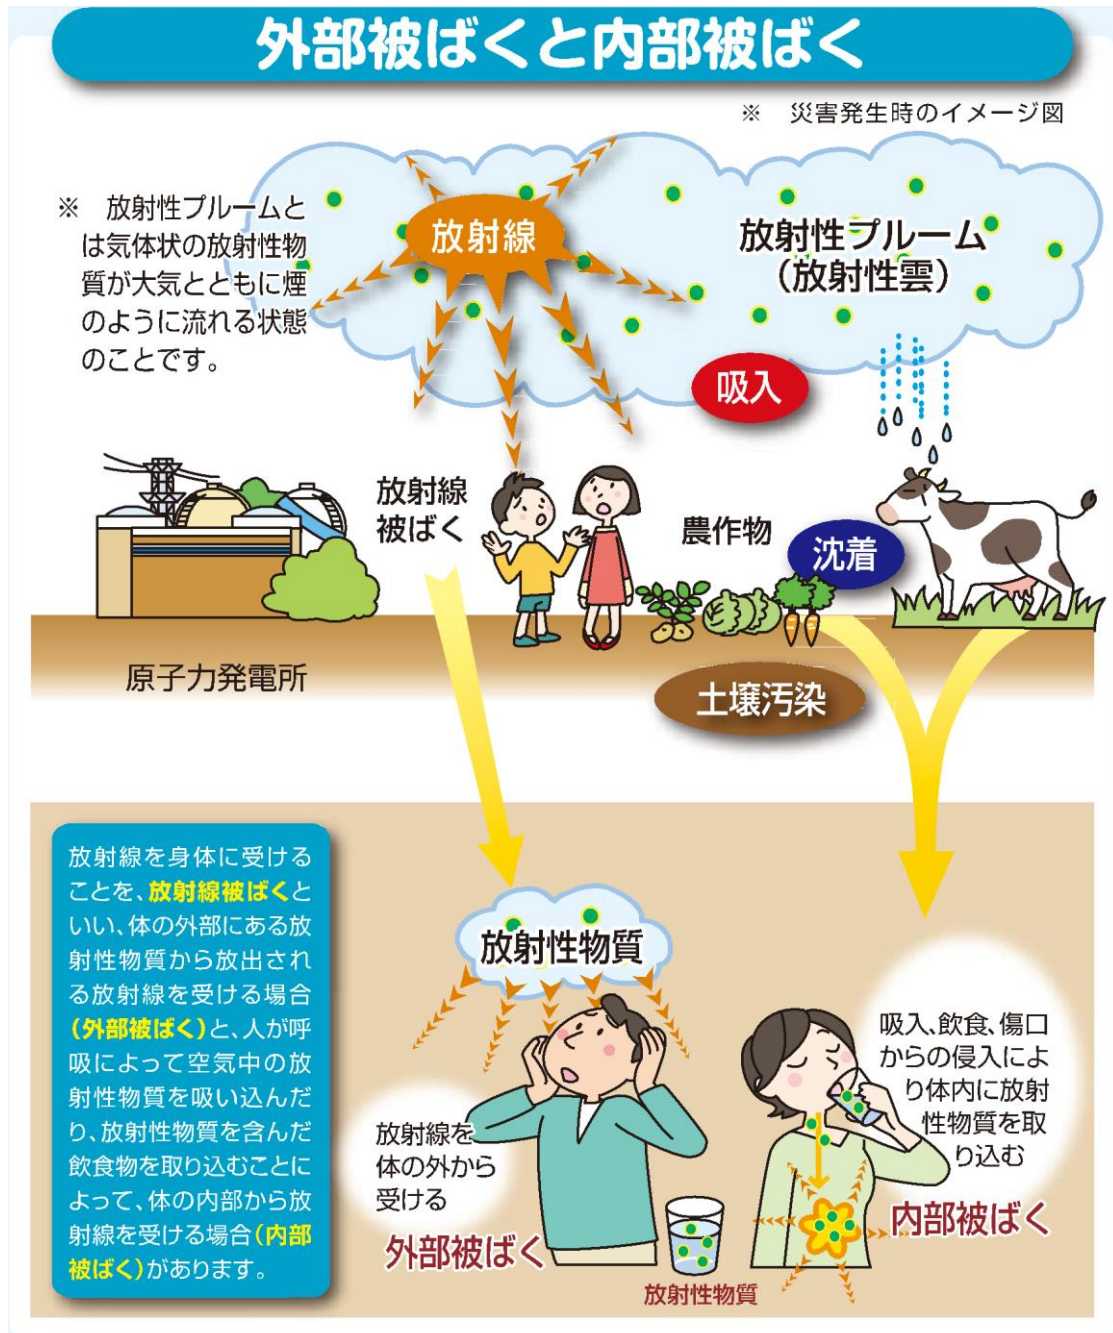 外部被ばくと内部被ばく
※　災害発生時のイメージ図
※　放射性プルームと
は気体状の放射性物
質が大気とともに煙
のように流れる状態
のことです。
放射線
放射性プルーム
（放射性雲）
吸入
放射線
被ばく
農作物
沈着
原子力発電所
土壌汚染
放射線を身体に受ける
ことを、放射線被ばくと
いい、体の外部にある放
射性物質から放出され
る放射線を受ける場合
（外部被ばく）と、人が呼
吸によって空気中の放
射性物質を吸い込んだ
り、放射性物質を含んだ
飲食物を取り込むことに
よって、体の内部から放
射線を受ける場合（内部
被ばく）があります。
放射性物質
放射線を
体の外から
受ける
外部被ばく
吸入、飲食、傷口
からの侵入によ
り体内に放射
性物質を取
り込む
内部被ばく
放射性物質